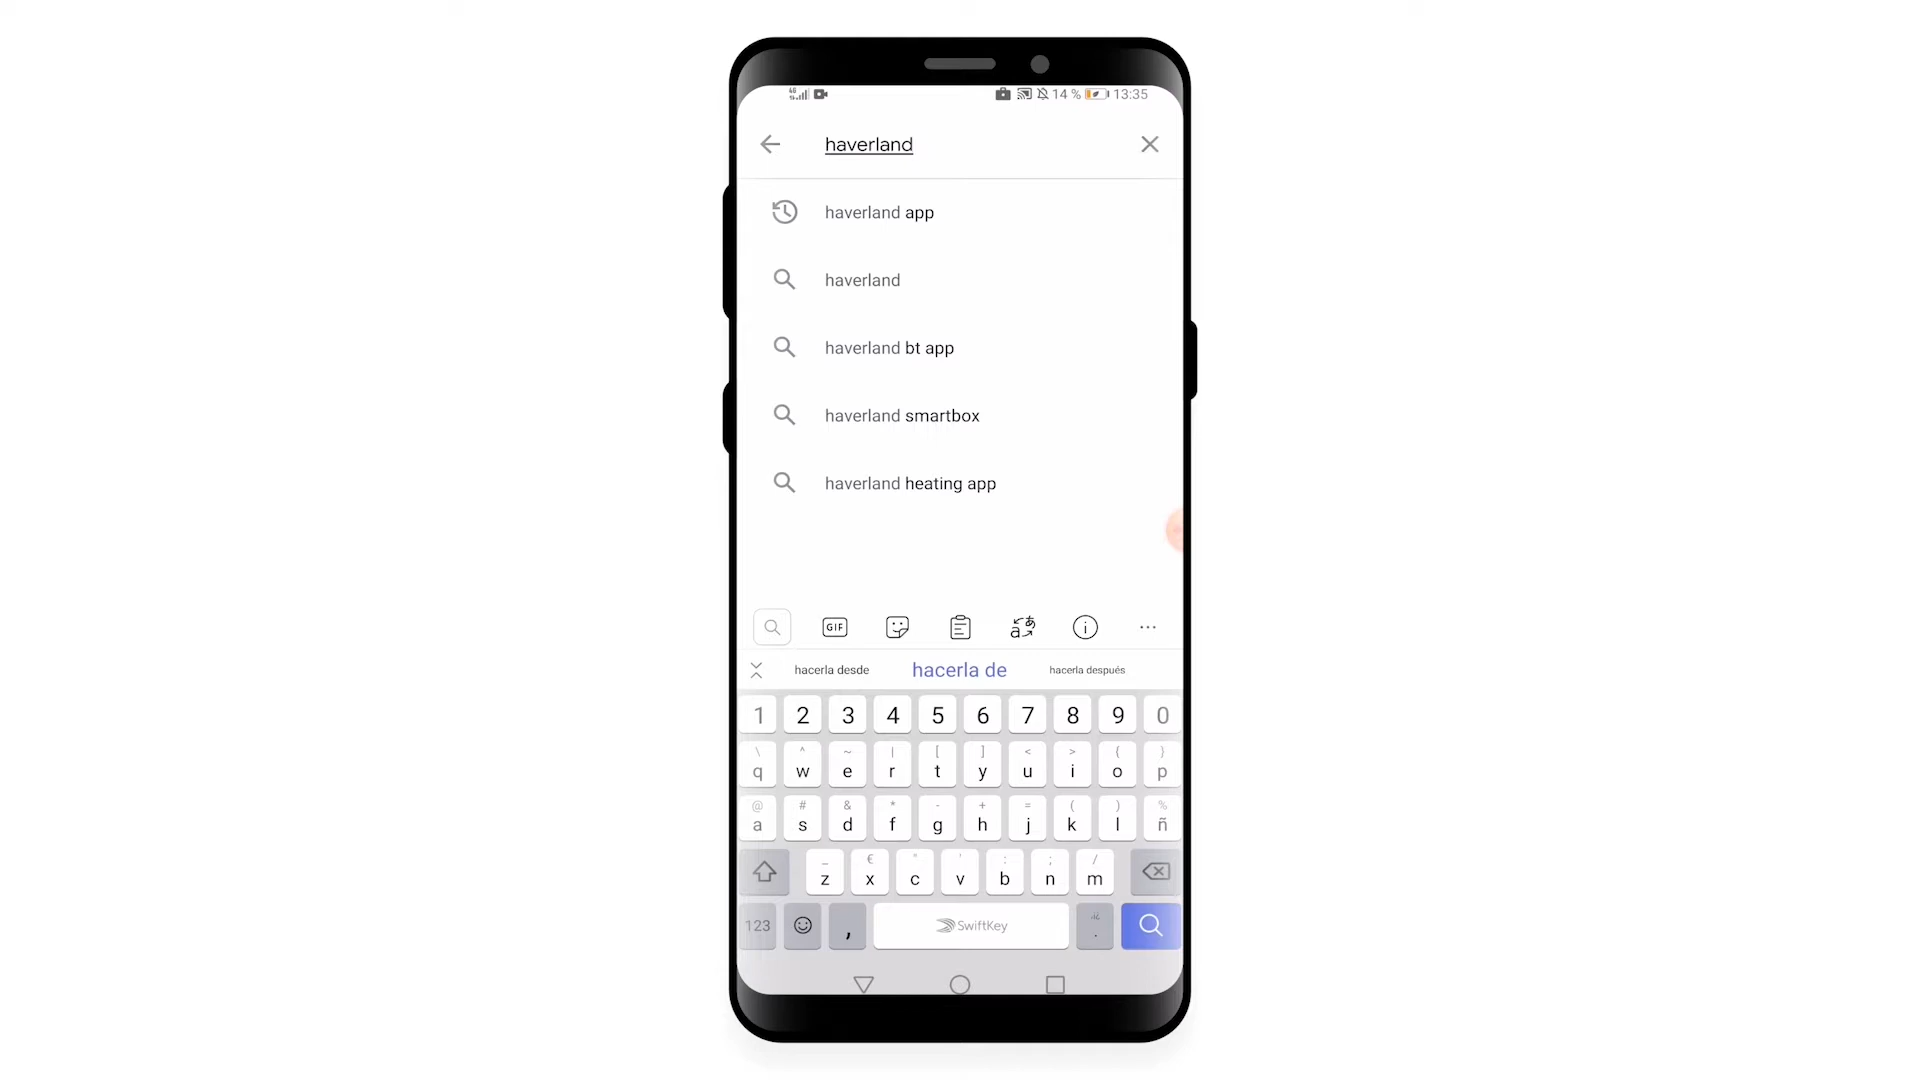 4G 14 % 13:35
haverland
haverland app
haverland
haverland bt app
haverland smartbox
haverland heating app
GIF
hacerla desde hacerla de hacerla después
1 2 3 4 5 6 7 8 9 0
\ ^ ~ | [ ] < > { }
q w e r t y u i o p
@ # & * - + = ( ) %
a s d f g h j k l ñ
_ € " ' : ; /
z x c v b n m
123 , SwiftKey .